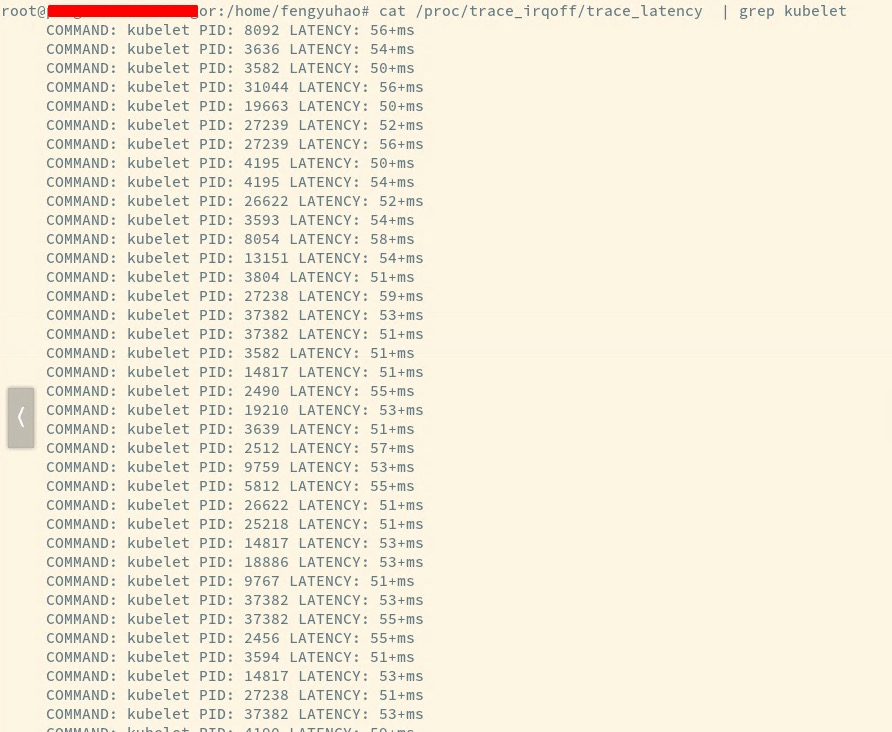 root@gor:/home/fengyuhao# cat /proc/trace_irqoff/trace_latency | grep kubelet
COMMAND: kubelet PID: 8092 LATENCY: 56+ms
COMMAND: kubelet PID: 3636 LATENCY: 54+ms
COMMAND: kubelet PID: 3582 LATENCY: 50+ms
COMMAND: kubelet PID: 31044 LATENCY: 56+ms
COMMAND: kubelet PID: 19663 LATENCY: 50+ms
COMMAND: kubelet PID: 27239 LATENCY: 52+ms
COMMAND: kubelet PID: 27239 LATENCY: 56+ms
COMMAND: kubelet PID: 4195 LATENCY: 50+ms
COMMAND: kubelet PID: 4195 LATENCY: 54+ms
COMMAND: kubelet PID: 26622 LATENCY: 52+ms
COMMAND: kubelet PID: 3593 LATENCY: 54+ms
COMMAND: kubelet PID: 8054 LATENCY: 58+ms
COMMAND: kubelet PID: 13151 LATENCY: 54+ms
COMMAND: kubelet PID: 3804 LATENCY: 51+ms
COMMAND: kubelet PID: 27238 LATENCY: 59+ms
COMMAND: kubelet PID: 37382 LATENCY: 53+ms
COMMAND: kubelet PID: 37382 LATENCY: 51+ms
COMMAND: kubelet PID: 3582 LATENCY: 51+ms
COMMAND: kubelet PID: 14817 LATENCY: 51+ms
COMMAND: kubelet PID: 2490 LATENCY: 55+ms
COMMAND: kubelet PID: 19210 LATENCY: 53+ms
COMMAND: kubelet PID: 3639 LATENCY: 51+ms
COMMAND: kubelet PID: 2512 LATENCY: 57+ms
COMMAND: kubelet PID: 9759 LATENCY: 53+ms
COMMAND: kubelet PID: 5812 LATENCY: 55+ms
COMMAND: kubelet PID: 26622 LATENCY: 51+ms
COMMAND: kubelet PID: 25218 LATENCY: 51+ms
COMMAND: kubelet PID: 14817 LATENCY: 53+ms
COMMAND: kubelet PID: 18886 LATENCY: 53+ms
COMMAND: kubelet PID: 9767 LATENCY: 51+ms
COMMAND: kubelet PID: 37382 LATENCY: 53+ms
COMMAND: kubelet PID: 37382 LATENCY: 55+ms
COMMAND: kubelet PID: 2456 LATENCY: 55+ms
COMMAND: kubelet PID: 3594 LATENCY: 51+ms
COMMAND: kubelet PID: 14817 LATENCY: 53+ms
COMMAND: kubelet PID: 27238 LATENCY: 51+ms
COMMAND: kubelet PID: 37382 LATENCY: 53+ms
COMMAND: kubelet PID: LATENCY: